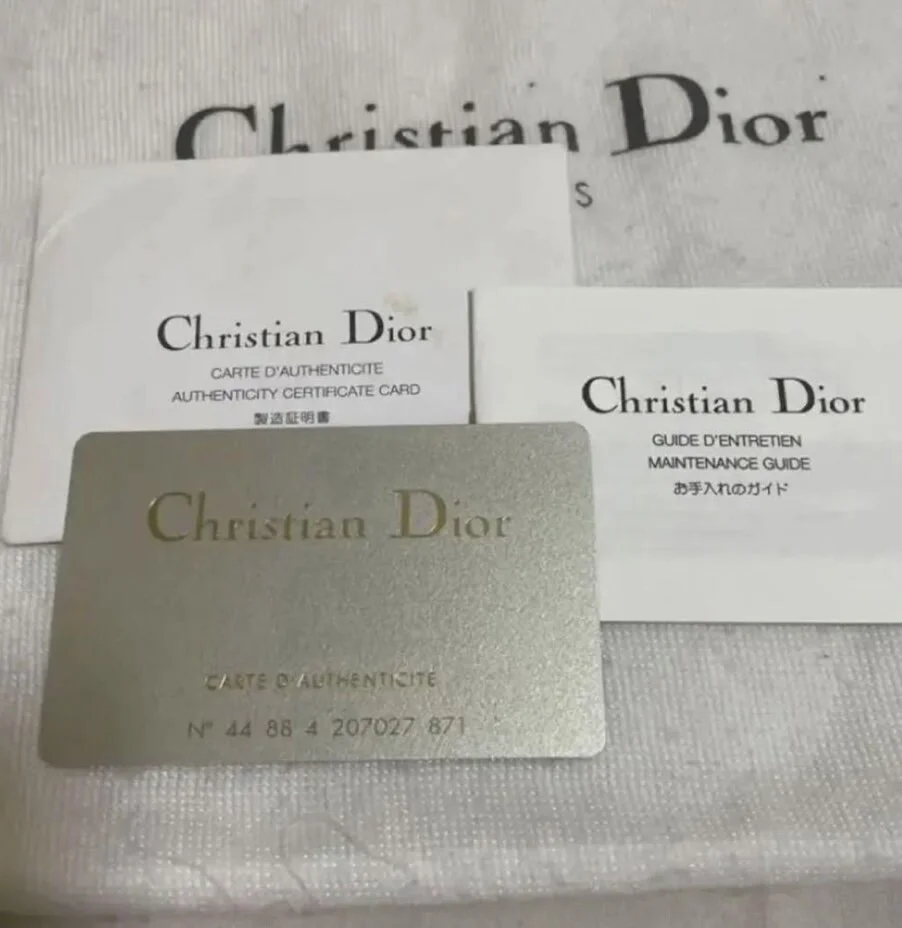 Christian Dior
S
Christian Dior
CARTE D'AUTHENTICITE
AUTHENTICITY CERTIFICATE CARD
製造証明書
Christian Dior
GUIDE D'ENTRETIEN
MAINTENANCE GUIDE
お手入れのガイド
Christian Dior
CARTE D'AUTHENTICITE
N° 44 88 4 207027 871